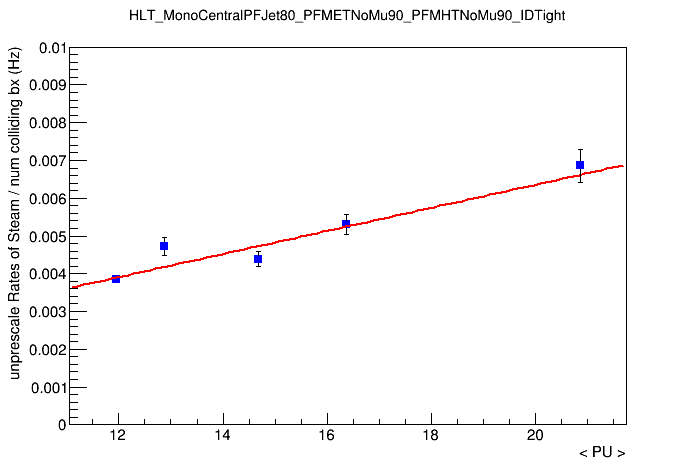 HLT_MonoCentralPFJet80_PFMETNoMu90_PFMHTNoMu90_IDTight
unprescale Rates of Steam / num colliding bx (Hz)
0.01
0.009
0.008
0.007
0.006
0.005
0.004
0.003
0.002
0.001
0
12 14 16 18 20
< PU >